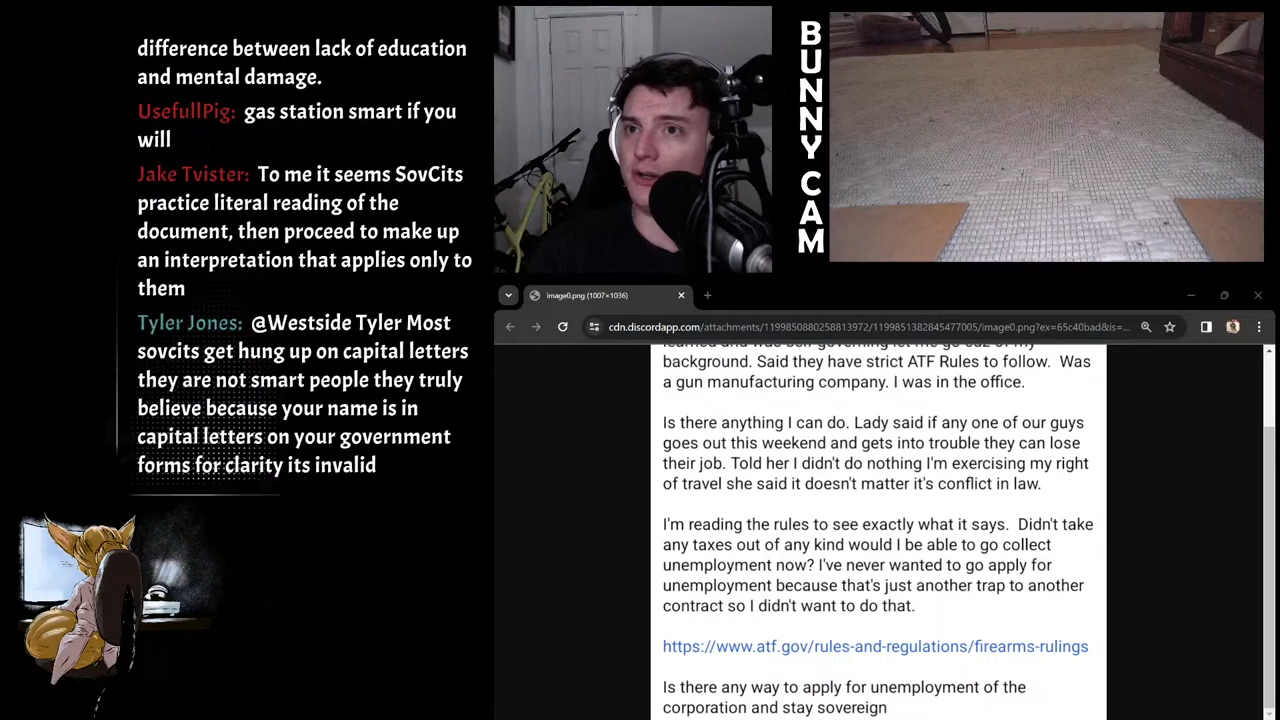 difference between lack of education
and mental damage.
UsefullPig: gas station smart if you
will
Jake Tvister: To me it seems SovCits
practice literal reading of the
document, then proceed to make up
an interpretation that applies only to
them
Tyler Jones: @Westside Tyler Most
sovcits get hung up on capital letters
they are not smart people they truly
believe because your name is in
capital letters on your government
forms for clarity its invalid
BUNNY CAM
image0.png (1007×1036)
cdn.discordapp.com/attachments/1199850880258813972/1199851382845477005/image0.png?ex=65c40bad&is=...
background. Said they have strict ATF Rules to follow. Was
a gun manufacturing company. I was in the office.
Is there anything I can do. Lady said if any one of our guys
goes out this weekend and gets into trouble they can lose
their job. Told her I didn't do nothing I'm exercising my right
of travel she said it doesn't matter it's conflict in law.
I'm reading the rules to see exactly what it says. Didn't take
any taxes out of any kind would I be able to go collect
unemployment now? I've never wanted to go apply for
unemployment because that's just another trap to another
contract so I didn't want to do that.
https://www.atf.gov/rules-and-regulations/firearms-rulings
Is there any way to apply for unemployment of the
corporation and stay sovereign